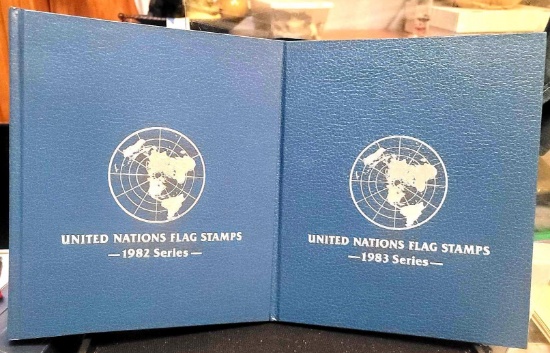 UNITED NATIONS FLAG STAMPS
—1982 Series—
UNITED NATIONS FLAG STAMPS
—1983 Series—